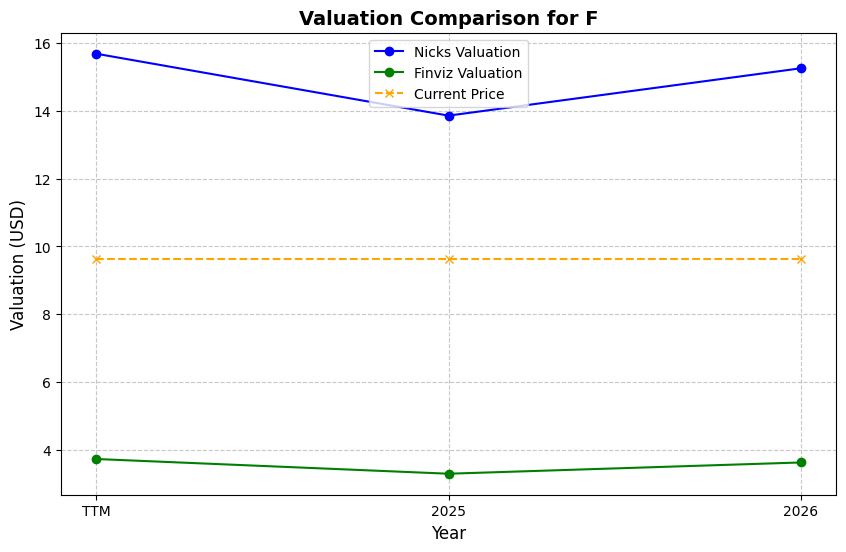 Valuation Comparison for F
Nicks Valuation
Finviz Valuation
Current Price
Valuation (USD)
16
14
12
10
8
6
4
TTM
2025
2026
Year